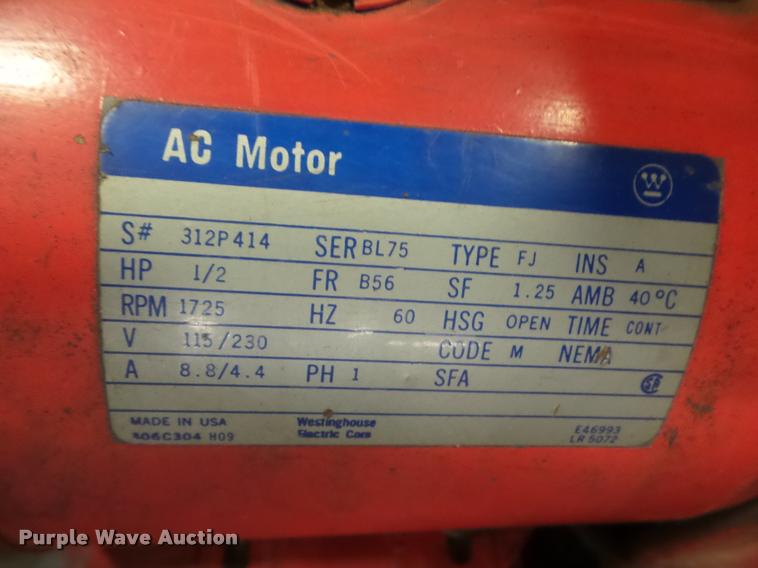 AC Motor
S# 312P414 SER BL75 TYPE FJ INS A
HP 1/2 FR B56 SF 1.25 AMB 40°C
RPM 1725 HZ 60 HSG OPEN TIME CONT
V 115/230 CODE M NEMA
A 8.8/4.4 PH 1 SFA
MADE IN USA Westinghouse E46993
306C304 H09 Electric Corp LR 5072
Purple Wave Auction